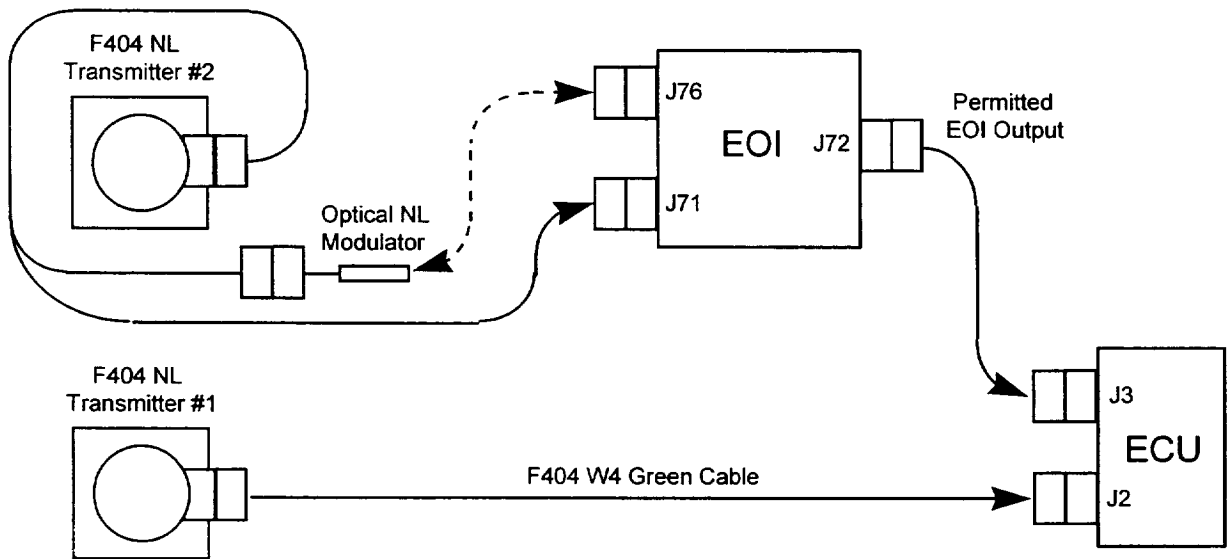 F404 NL
Transmitter #2
J76
EOI
J72
Permitted
EOI Output
J71
Optical NL
Modulator
F404 NL
Transmitter #1
F404 W4 Green Cable
J3
ECU
J2